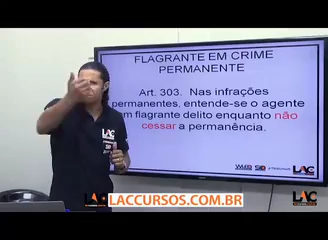 FLAGRANTE EM CRIME
PERMANENTE
Art. 303. Nas infrações
permanentes, entende-se o agente
m flagrante delito enquanto não
cessar a permanência.
LAC
LAC
LACCURSOS.COM.BR
LAC